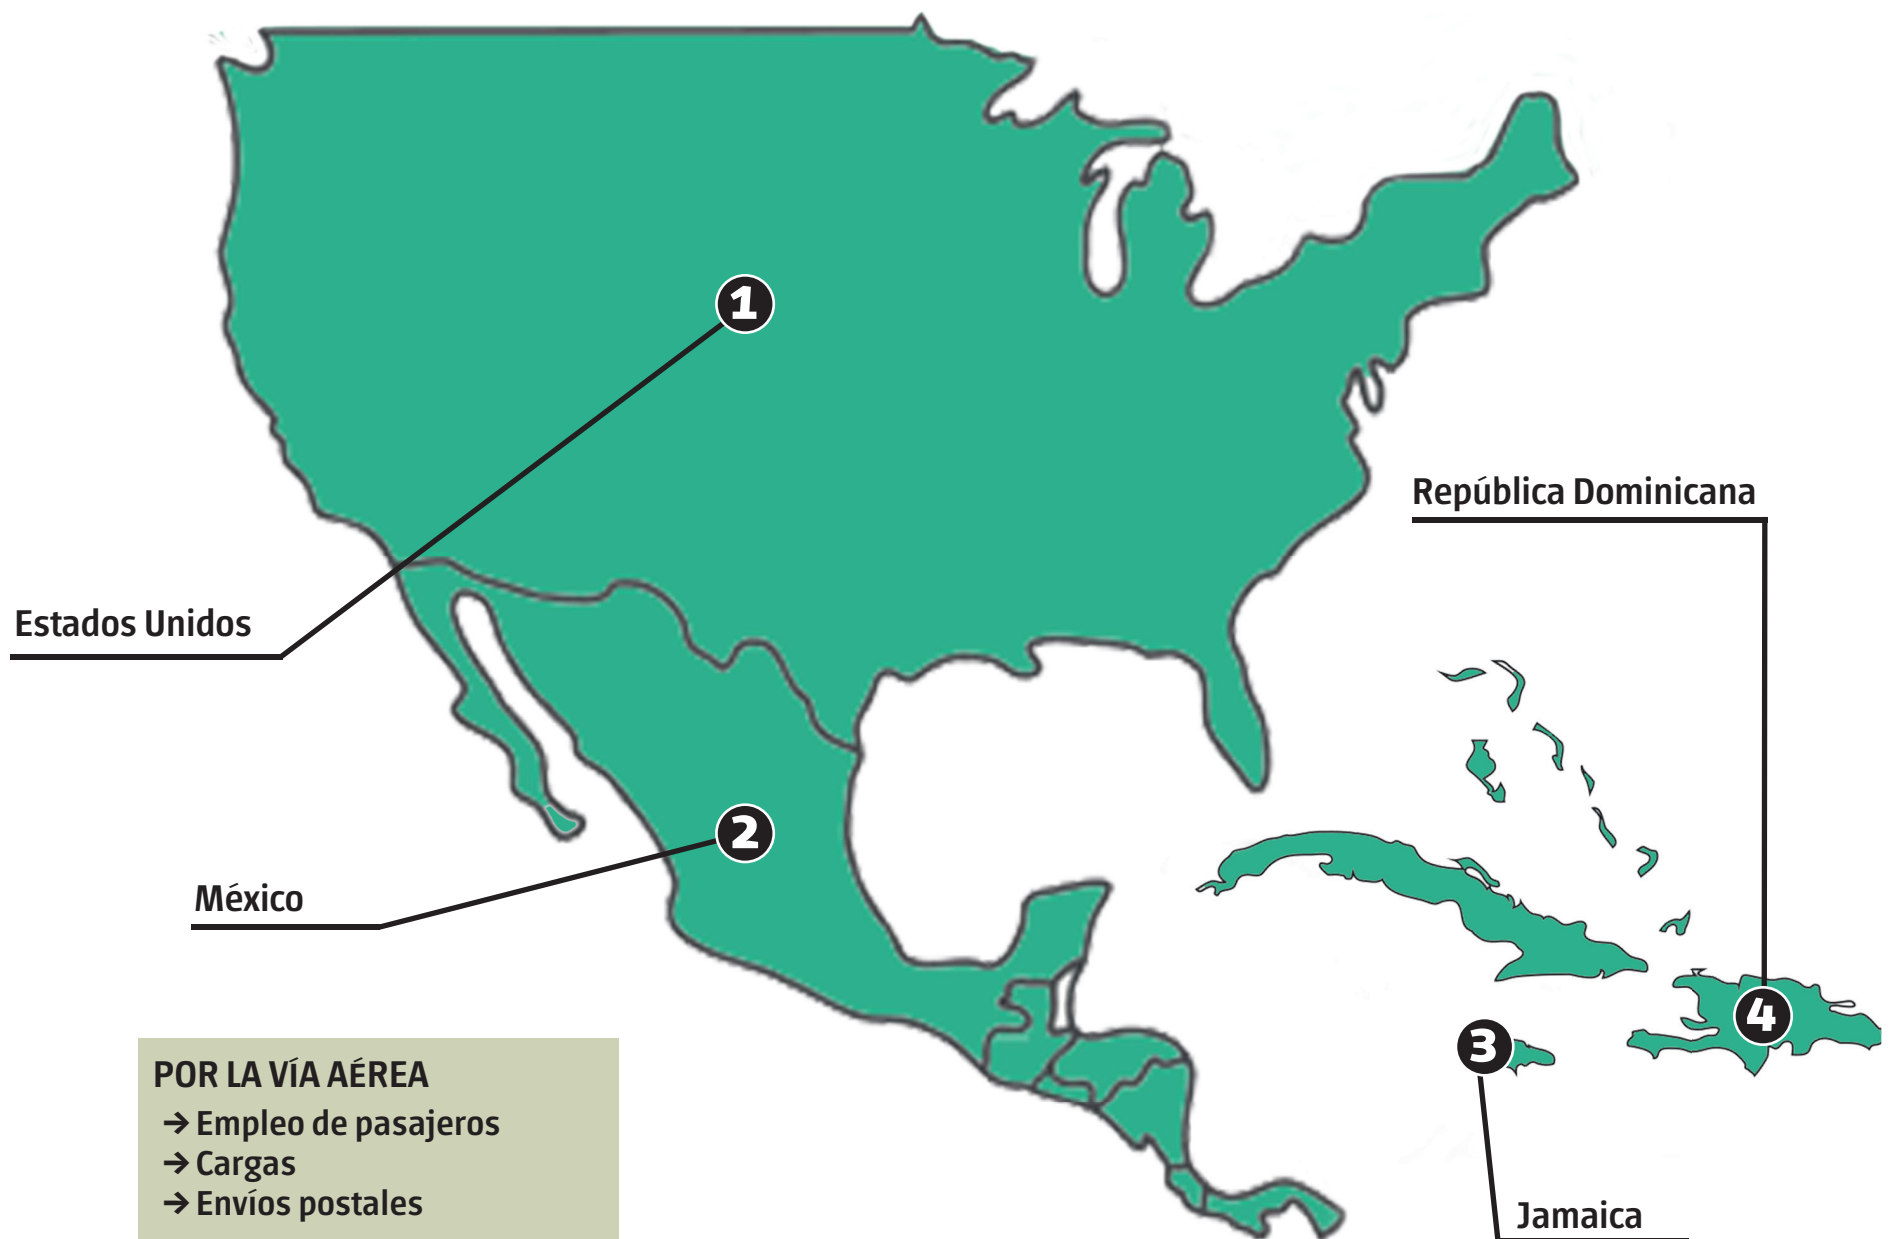 1
República Dominicana
Estados Unidos
2
México
4
3
POR LA VÍA AÉREA
→ Empleo de pasajeros
→ Cargas
→ Envíos postales
Jamaica